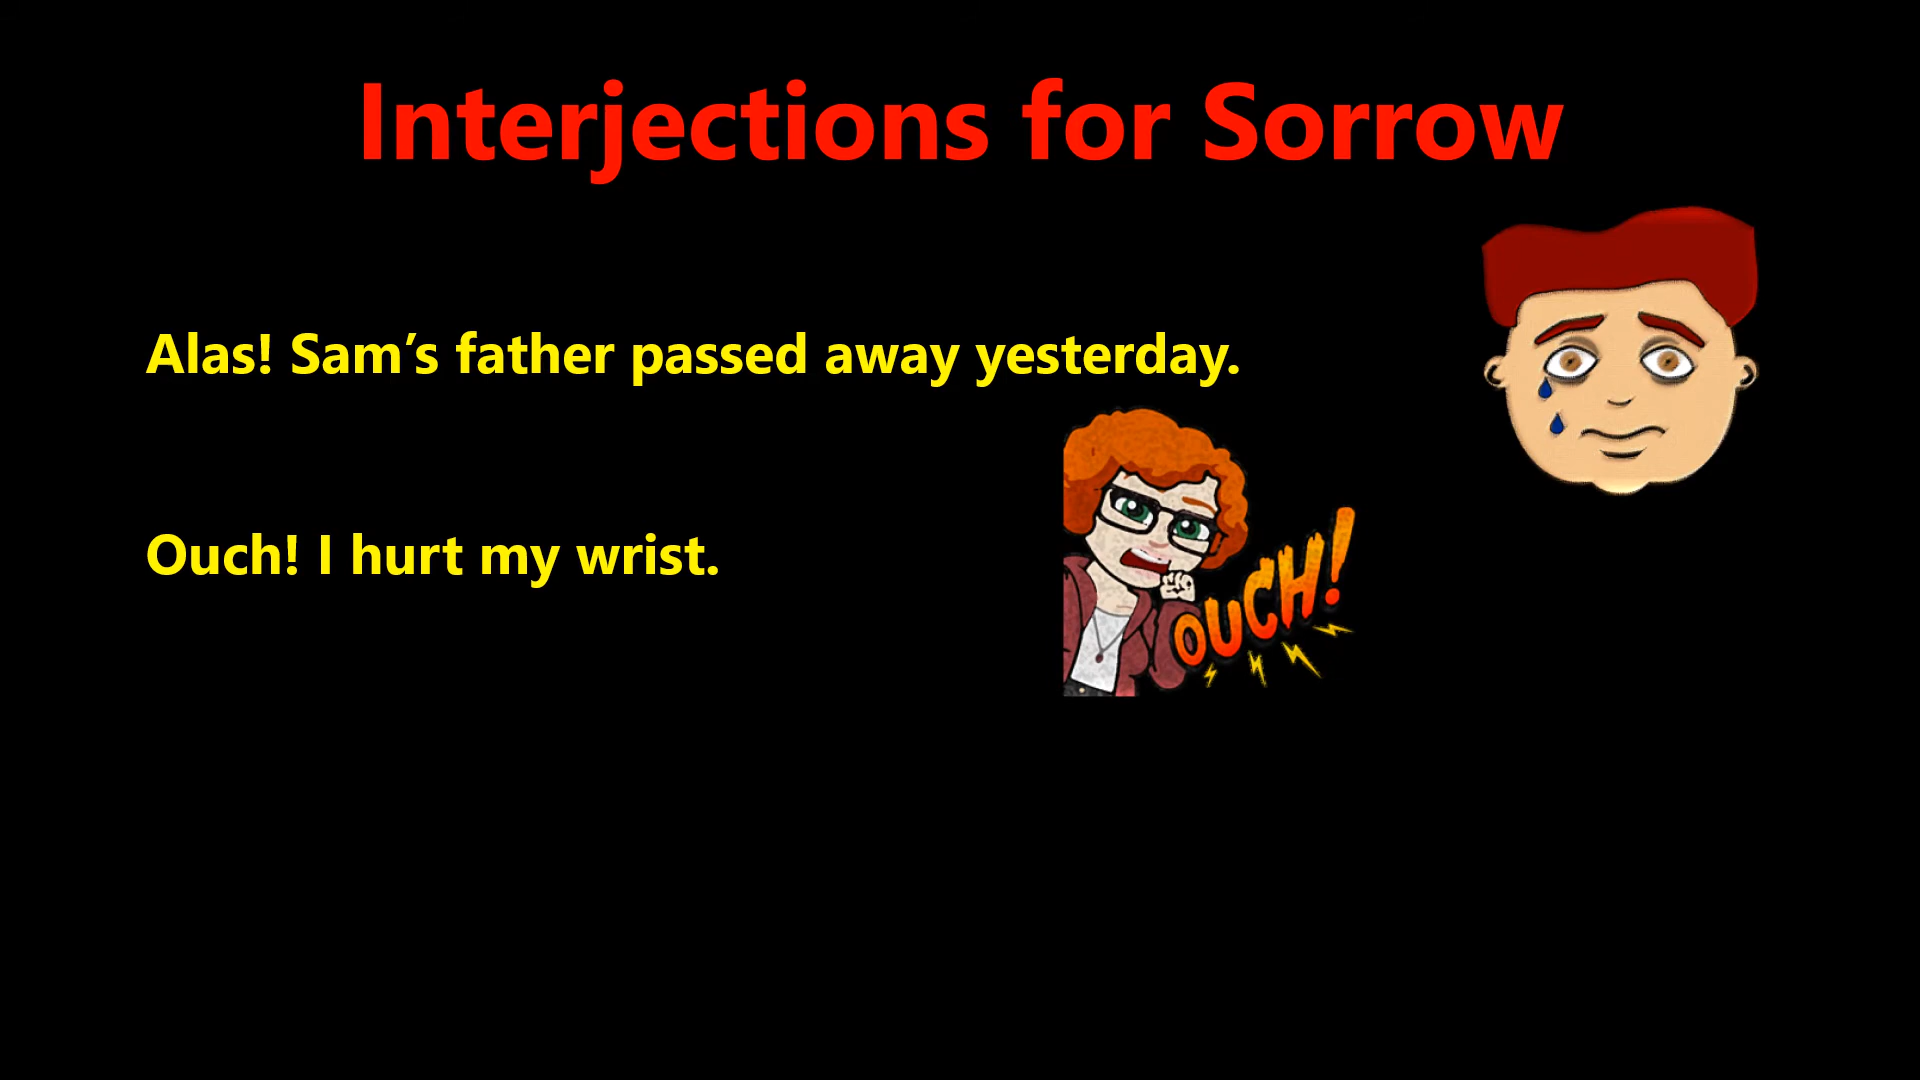 Interjections for Sorrow
Alas! Sam’s father passed away yesterday.
Ouch! I hurt my wrist.
OUCH!